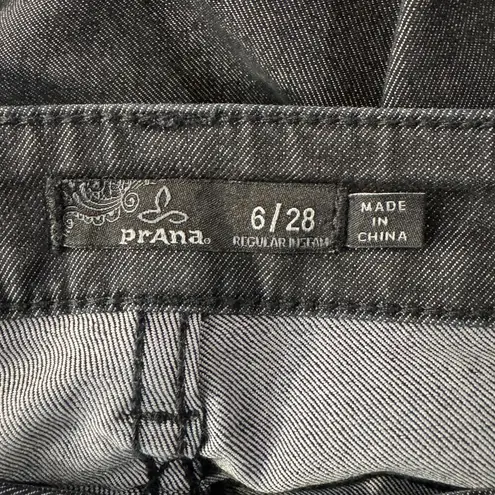 prAna®
6/28
REGULAR INSEAM
MADE
IN
CHINA